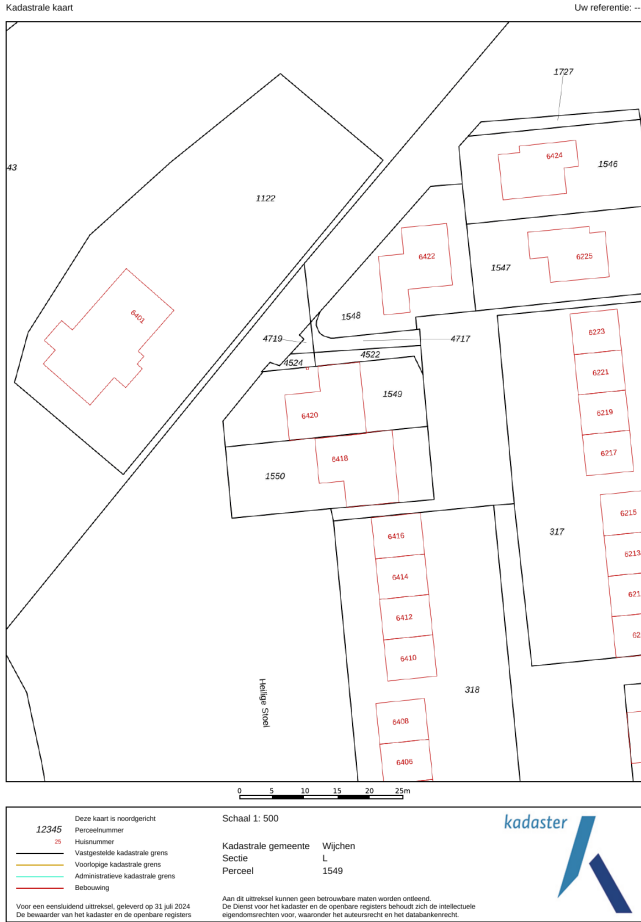 Kadastrale kaart
Uw referentie: --
1727
6424
1546
43
1122
6422
1547
6225
6401
1548
6223
4719
4717
4522
4524
6221
1549
6420
6219
6418
6217
1550
6215
6416
317
6213
6414
621
6412
62
6410
318
Heilige Stoel
6408
6406
0 5 10 15 20 25m
Deze kaart is noordgericht
12345 Perceelnummer
25 Huisnummer
Vastgestelde kadastrale grens
Voorlopige kadastrale grens
Administratieve kadastrale grens
Bebouwing
Voor een eensluidend uittreksel, geleverd op 31 juli 2024
De bewaarder van het kadaster en de openbare registers
Schaal 1: 500
Kadastrale gemeente Wijchen
Sectie L
Perceel 1549
Aan dit uittreksel kunnen geen betrouwbare maten worden ontleend.
De Dienst voor het kadaster en de openbare registers behoudt zich de intellectuele
eigendomsrechten voor, waaronder het auteursrecht en het databankenrecht.
kadaster